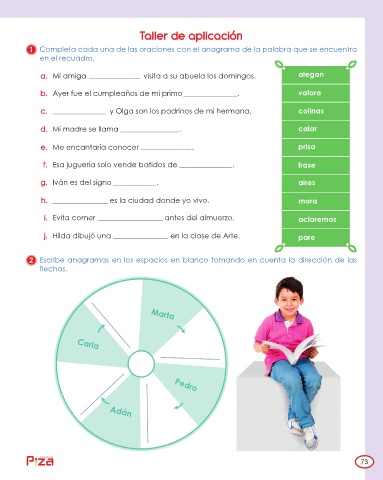 Taller de aplicación
1 Completa cada una de las oraciones con el anagrama de la palabra que se encuentra
en el recuadro.
a. Mi amiga ____________ visita a su abuela los domingos.
b. Ayer fue el cumpleaños de mi primo ____________.
c. ____________ y Olga son los padrinos de mi hermana.
d. Mi madre se llama ____________.
e. Me encantaría conocer ____________.
f. Esa juguería solo vende batidos de ____________.
g. Iván es del signo ____________.
h. ____________ es la ciudad donde yo vivo.
i. Evita comer ____________ antes del almuerzo.
j. Hilda dibujó una ____________ en la clase de Arte.
alegan
valora
colinas
calar
prisa
frase
aires
mora
aclaremos
pare
2 Escribe anagramas en los espacios en blanco tomando en cuenta la dirección de las
flechas.
Marta
Carla
Pedro
Adán
Piza
73